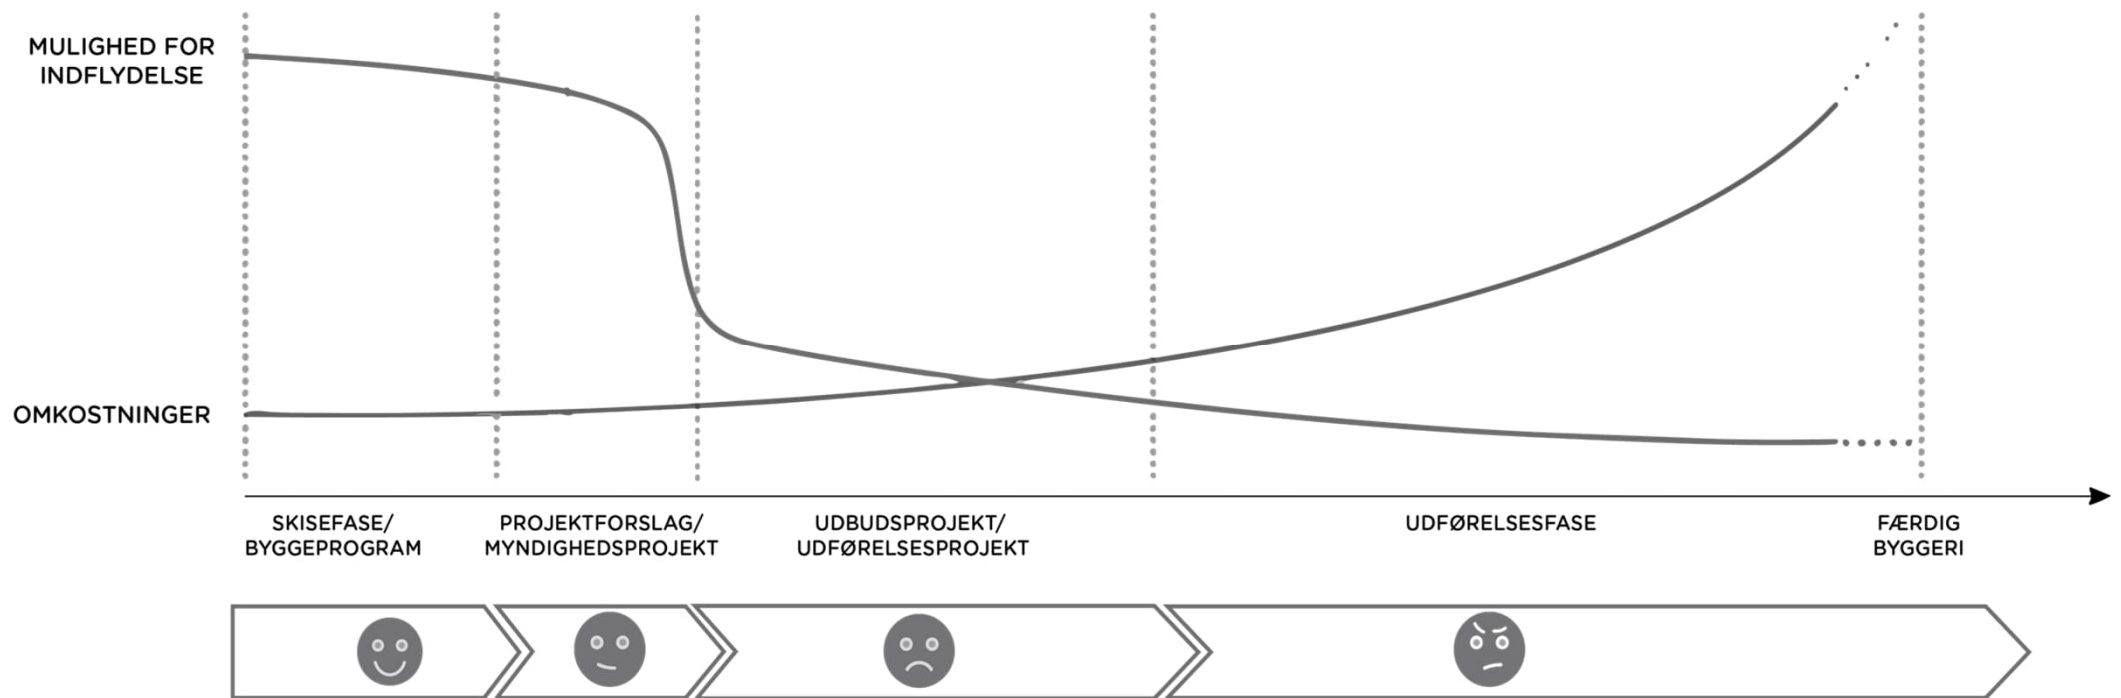 MULIGHED FOR
INDFLYDELSE
OMKOSTNINGER
SKISEFASE/
BYGGEPROGRAM
PROJEKTFORSLAG/
MYNDIGHEDSPROJEKT
UDBUDSPROJEKT/
UDFØRELSESPROJEKT
UDFØRELSESFASE
FÆRDIG
BYGGERI